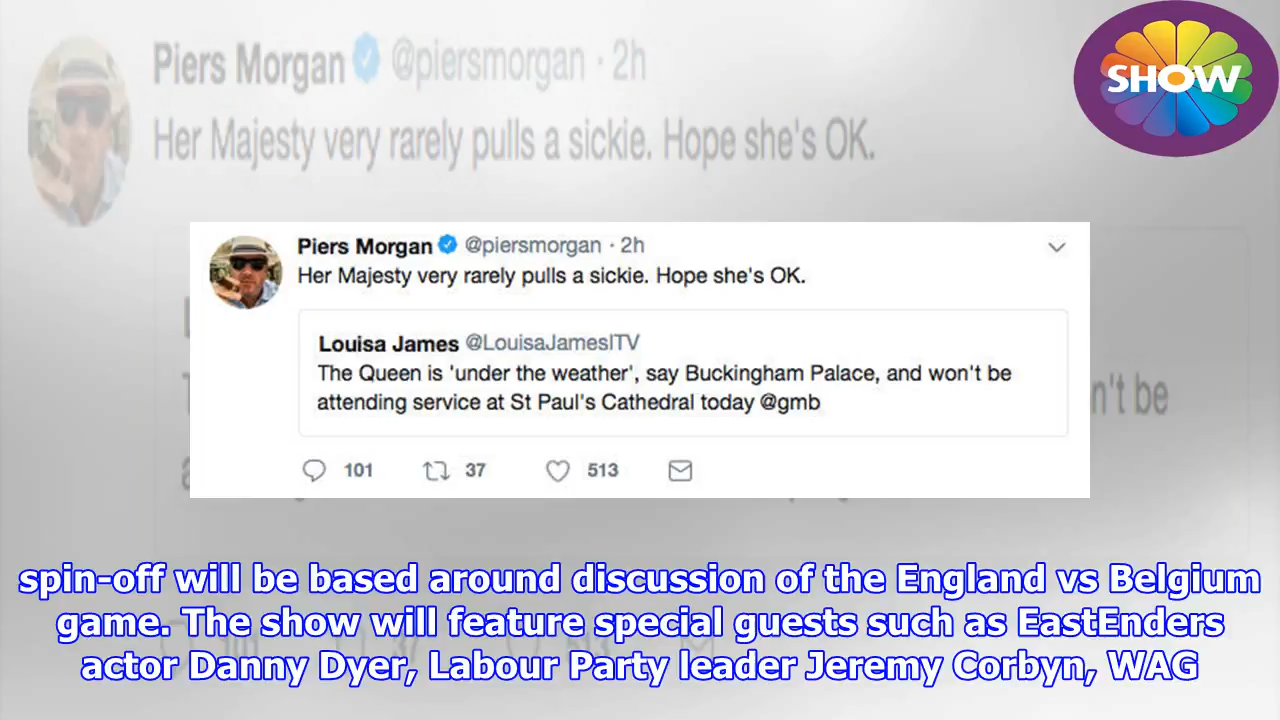 Piers Morgan @piersmorgan · 2h
Her Majesty very rarely pulls a sickie. Hope she's OK.
SHOW
Piers Morgan @piersmorgan · 2h
Her Majesty very rarely pulls a sickie. Hope she's OK.
Louisa James @LouisaJamesITV
The Queen is 'under the weather', say Buckingham Palace, and won't be
attending service at St Paul's Cathedral today @gmb
101 37 513
n't be
spin-off will be based around discussion of the England vs Belgium
game. The show will feature special guests such as EastEnders
actor Danny Dyer, Labour Party leader Jeremy Corbyn, WAG